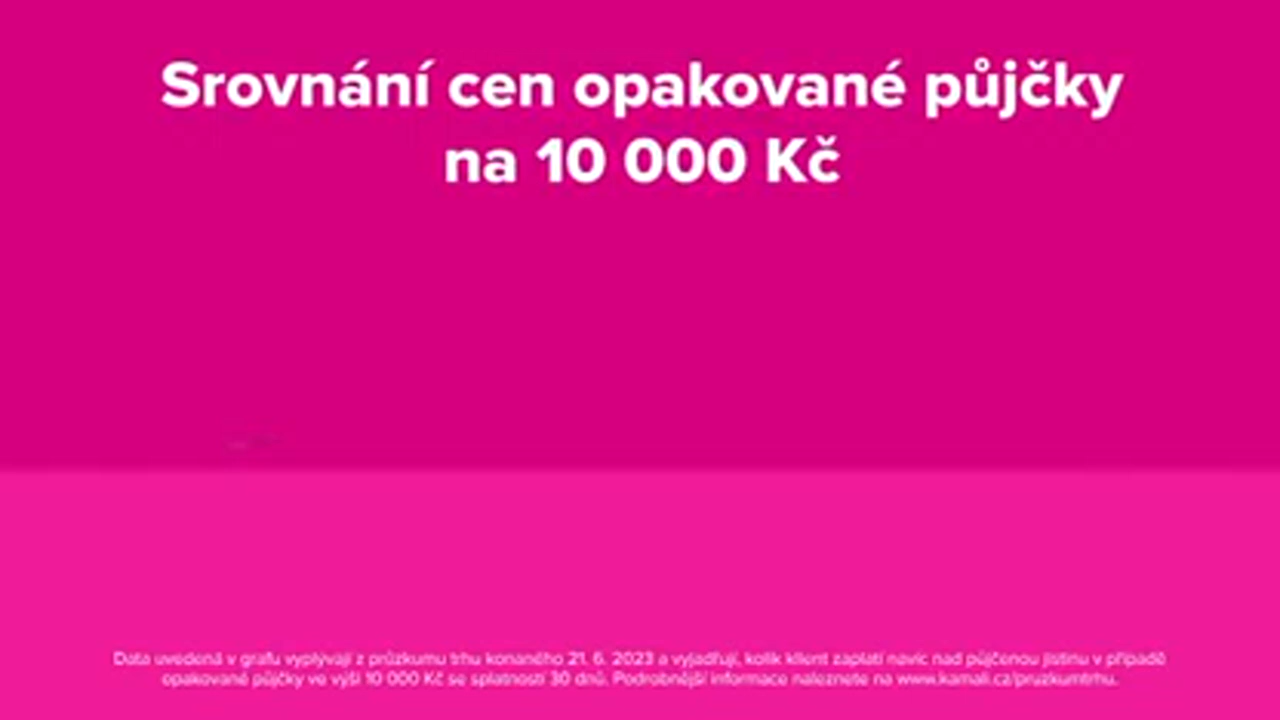 Srovnání cen opakované půjčky
na 10 000 Kč
Data uvedená v grafu vyplývají z průzkumu trhu konaného 21. 6. 2023 a vyjadřují, kolik klient zaplatí navíc nad půjčenou jistinu v případě
opakované půjčky ve výši 10 000 Kč se splatností 30 dnů. Podrobnější informace naleznete na www.kamali.cz/pruzkumtrhu.